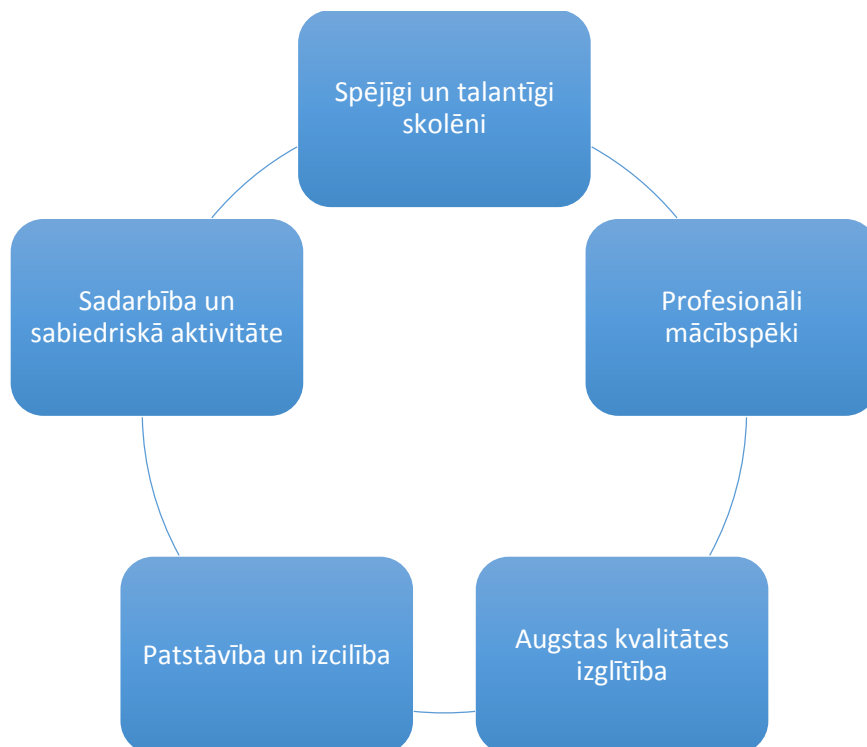 Spējīgi un talantīgi
skolēni
Profesionāli
mācībspēki
Augstas kvalitātes
izglītība
Patstāvība un izcilība
Sadarbība un
sabiedriskā aktivitāte